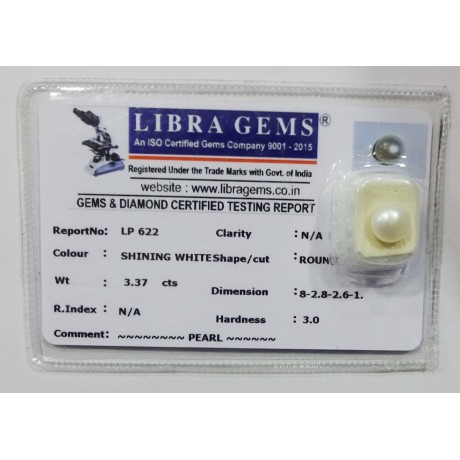 LIBRA GEMS®
An ISO Certified Gems Company 9001 - 2015
Registered Under the Trade Marks with Govt. of India
website : www.libragems.co.in
GEMS & DIAMOND CERTIFIED TESTING REPORT
ReportNo: LP 622 Clarity : N/A
Colour : SHINING WHITE Shape/cut : ROUN
Wt : 3.37 cts Dimension : 8-2.8-2.6-1.
R.Index : N/A Hardness : 3.0
Comment: ~~~~~~~~ PEARL ~~~~~~